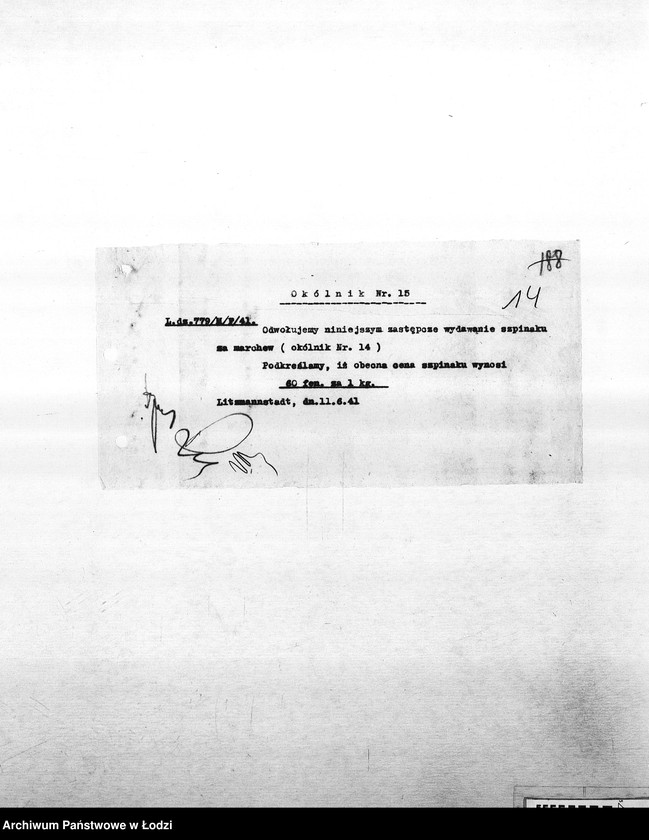 188
14
Okólnik Nr. 15
L.dz.779/M/W/41.
Odwołujemy niniejszym zastępcze wydawanie szpinaku
za marchew ( okólnik Nr. 14 )
Podkreślamy, iż obecna cena szpinaku wynosi
60 fen. za 1 kg.
Litzmannstadt, dn.11.6.41
Archiwum Państwowe w Łodzi